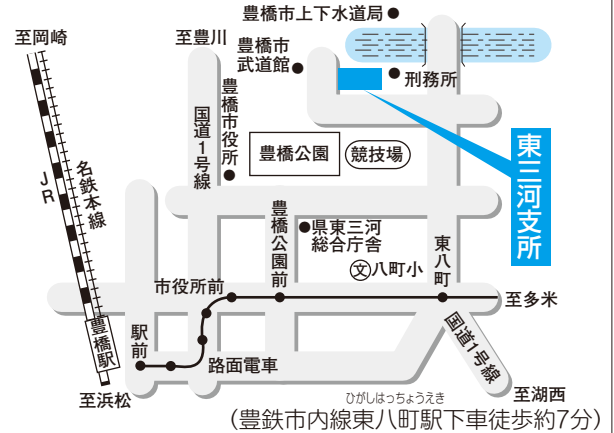 豊橋市上下水道局
至岡崎
至豊川
豊橋市
武道館
刑務所
国道1号線
豊橋市役所
豊橋公園
競技場
東三河支所
JR
名鉄本線
豊橋公園前
県東三河
総合庁舎
文八町小
東八町
市役所前
至多米
豊橋駅
駅前
路面電車
国道1号線
至浜松
至湖西
ひがしはっちょうえき
(豊鉄市内線東八町駅下車徒歩約7分)